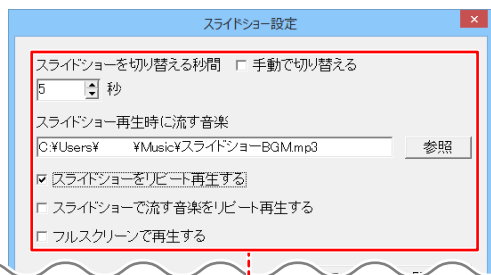 スライドショー設定
スライドショーを切り替える秒間 手動で切り替える
5 秒
スライドショー再生時に流す音楽
C:¥Users¥ ¥Music¥スライドショーBGM.mp3 参照
スライドショーをリピート再生する
スライドショーで流す音楽をリピート再生する
フルスクリーンで再生する